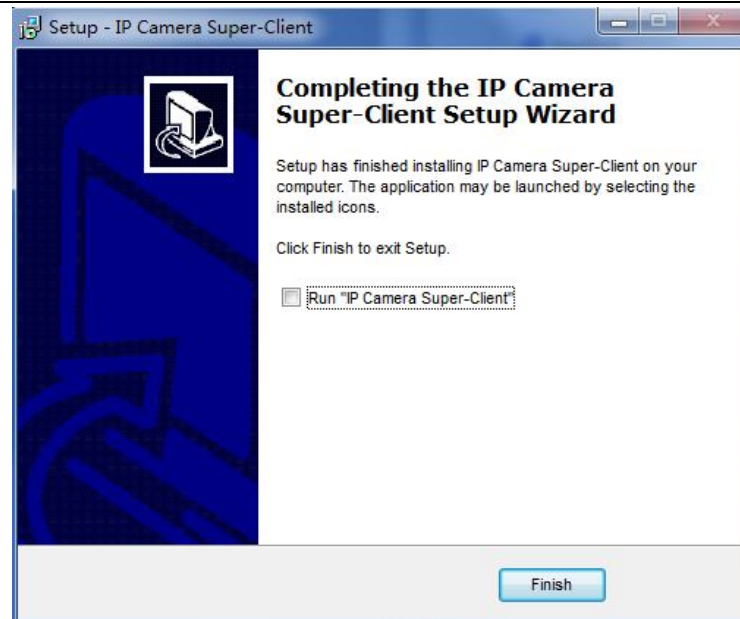 Setup - IP Camera Super-Client
Completing the IP Camera
Super-Client Setup Wizard
Setup has finished installing IP Camera Super-Client on your
computer. The application may be launched by selecting the
installed icons.
Click Finish to exit Setup.
Run "IP Camera Super-Client"
Finish